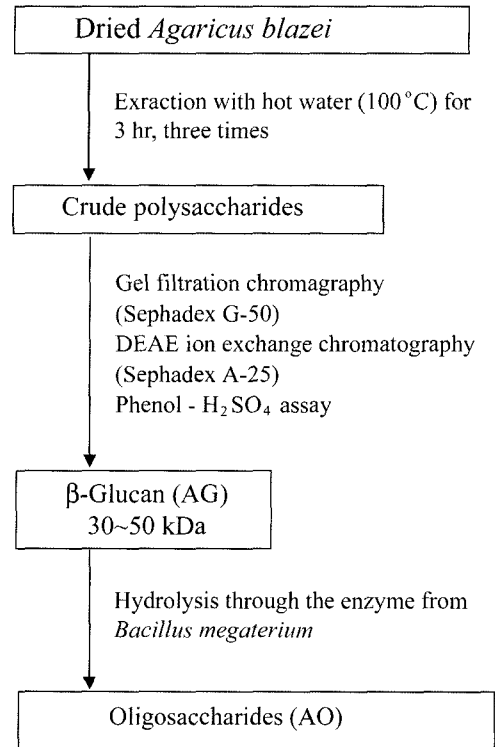 Dried Agaricus blazei
Exraction with hot water (100°C) for
3 hr, three times
Crude polysaccharides
Gel filtration chromagraphy
(Sephadex G-50)
DEAE ion exchange chromatography
(Sephadex A-25)
Phenol - H₂SO₄ assay
β-Glucan (AG)
30~50 kDa
Hydrolysis through the enzyme from
Bacillus megaterium
Oligosaccharides (AO)